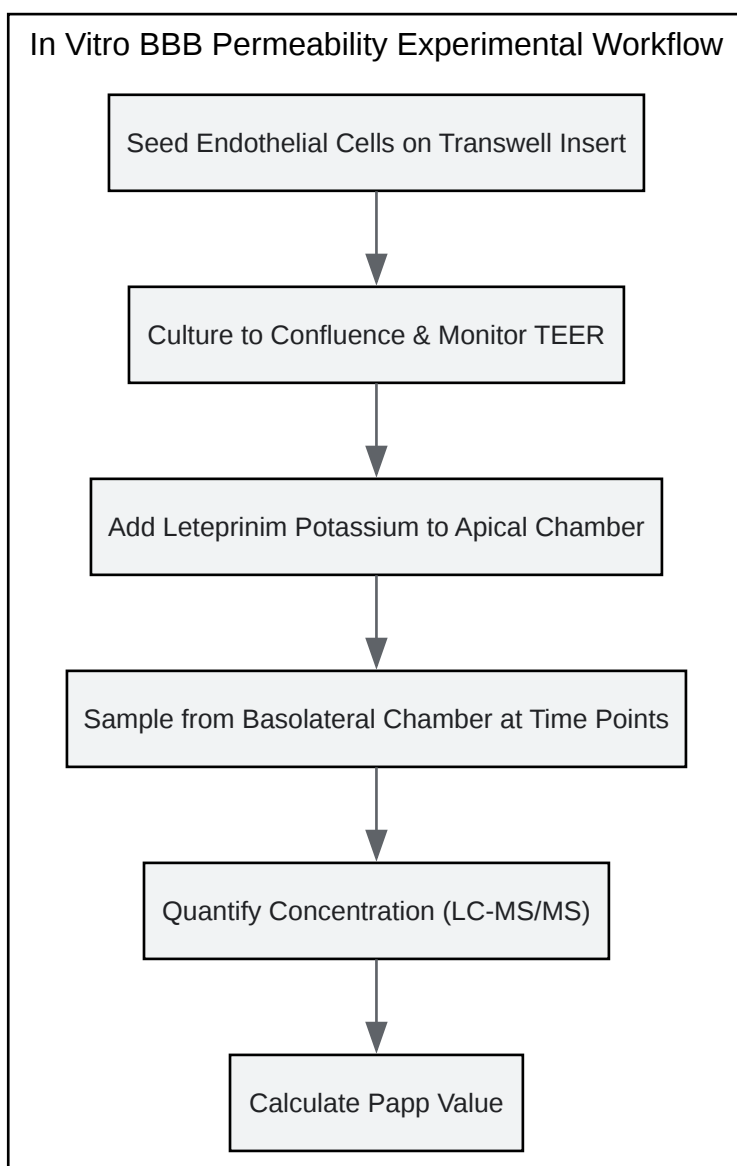 In Vitro BBB Permeability Experimental Workflow
Seed Endothelial Cells on Transwell Insert
Culture to Confluence & Monitor TEER
Add Leteprinim Potassium to Apical Chamber
Sample from Basolateral Chamber at Time Points
Quantify Concentration (LC-MS/MS)
Calculate Papp Value